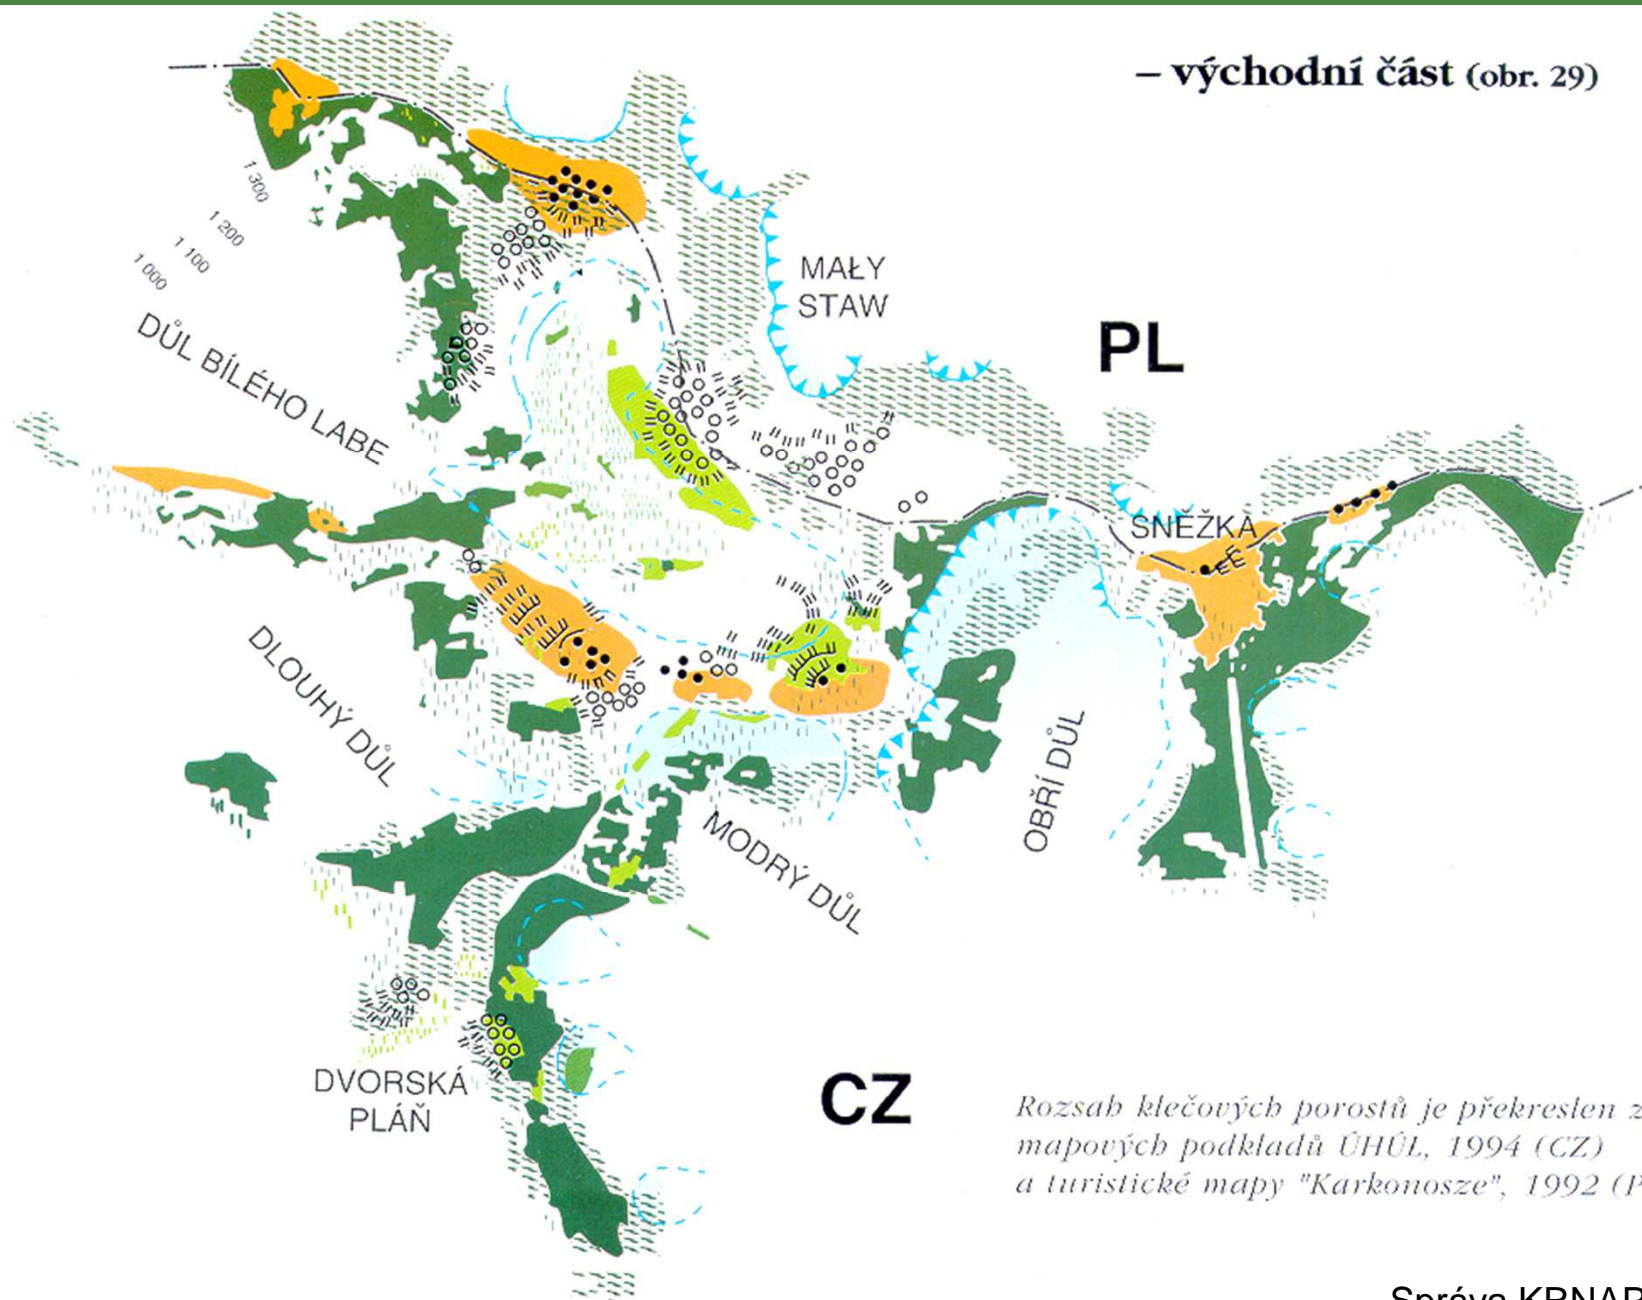 – východní část (obr. 29)
1 300
1 200
1 100
1 000
MAŁY
STAW
PL
DŮL BÍLÉHO LABE
SNĚŽKA
DLOUHÝ DŮL
OBŘÍ DŮL
MODRÝ DŮL
DVORSKÁ
PLÁŇ
CZ
Rozsah klečových porostů je překreslen z
mapových podkladů ÚHÚL, 1994 (CZ)
a turistické mapy "Karkonosze", 1992 (P
Správa KRNAP